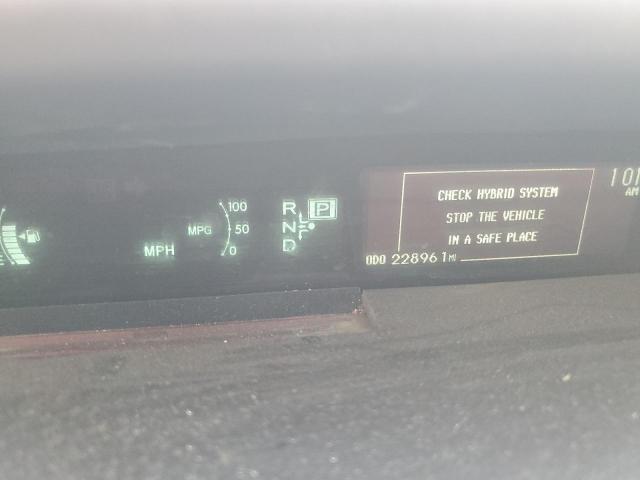 E
MPH
MPG
100
50
0
R
N
D
P
CHECK HYBRID SYSTEM
STOP THE VEHICLE
IN A SAFE PLACE
ODO 228961 MI
AM